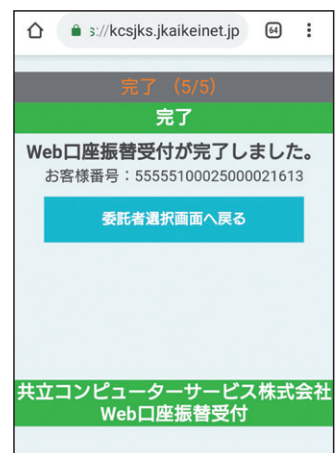 s://kcsjks.jkaikeinet.jp
64
完了 （5/5）
完了
Web口座振替受付が完了しました。
お客様番号：55555100025000021613
委託者選択画面へ戻る
共立コンピューターサービス株式会社
Web口座振替受付